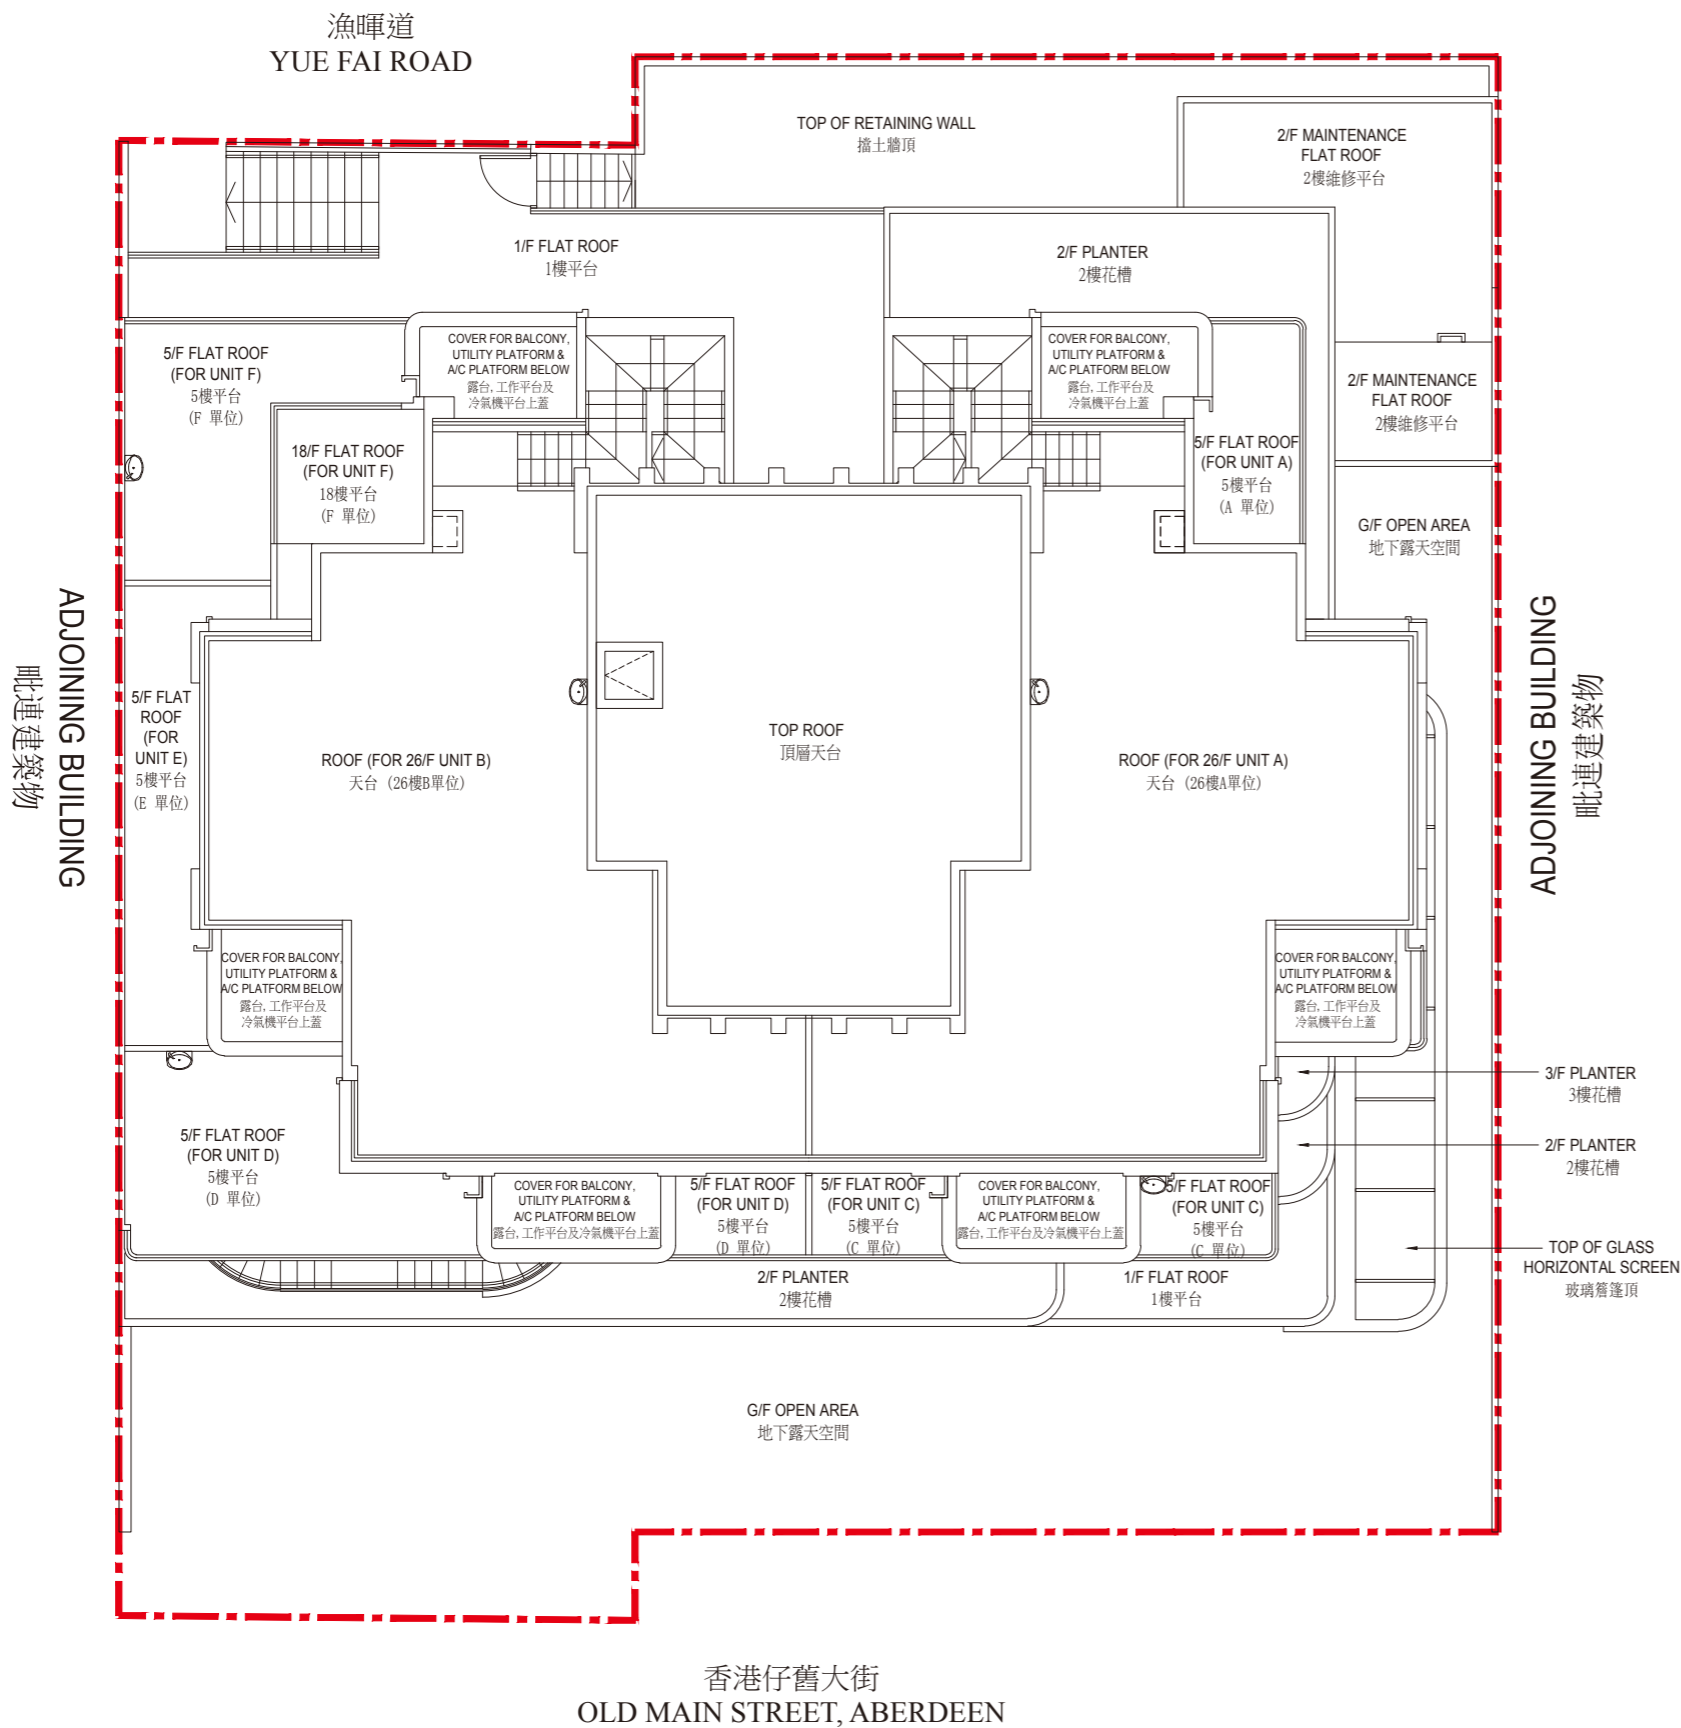 漁暉道
YUE FAI ROAD
TOP OF RETAINING WALL
擋土牆頂
2/F MAINTENANCE
FLAT ROOF
2樓維修平台
1/F FLAT ROOF
1樓平台
2/F PLANTER
2樓花槽
5/F FLAT ROOF
(FOR UNIT F)
5樓平台
(F 單位)
COVER FOR BALCONY,
UTILITY PLATFORM &
A/C PLATFORM BELOW
露台, 工作平台及
冷氣機平台上蓋
COVER FOR BALCONY,
UTILITY PLATFORM &
A/C PLATFORM BELOW
露台, 工作平台及
冷氣機平台上蓋
2/F MAINTENANCE
FLAT ROOF
2樓維修平台
18/F FLAT ROOF
(FOR UNIT F)
18樓平台
(F 單位)
5/F FLAT ROOF
(FOR UNIT A)
5樓平台
(A 單位)
G/F OPEN AREA
地下露天空間
ADJOINING BUILDING
毗連建築物
5/F FLAT
ROOF
(FOR
UNIT E)
5樓平台
(E 單位)
ROOF (FOR 26/F UNIT B)
天台 (26樓B單位)
TOP ROOF
頂層天台
ROOF (FOR 26/F UNIT A)
天台 (26樓A單位)
ADJOINING BUILDING
毗連建築物
COVER FOR BALCONY,
UTILITY PLATFORM &
A/C PLATFORM BELOW
露台, 工作平台及
冷氣機平台上蓋
COVER FOR BALCONY,
UTILITY PLATFORM &
A/C PLATFORM BELOW
露台, 工作平台及
冷氣機平台上蓋
3/F PLANTER
3樓花槽
2/F PLANTER
2樓花槽
5/F FLAT ROOF
(FOR UNIT D)
5樓平台
(D 單位)
COVER FOR BALCONY,
UTILITY PLATFORM &
A/C PLATFORM BELOW
露台, 工作平台及冷氣機平台上蓋
5/F FLAT ROOF
(FOR UNIT D)
5樓平台
(D 單位)
5/F FLAT ROOF
(FOR UNIT C)
5樓平台
(C 單位)
COVER FOR BALCONY,
UTILITY PLATFORM &
A/C PLATFORM BELOW
露台, 工作平台及冷氣機平台上蓋
5/F FLAT ROOF
(FOR UNIT C)
5樓平台
(C 單位)
TOP OF GLASS
HORIZONTAL SCREEN
玻璃簷篷頂
2/F PLANTER
2樓花槽
1/F FLAT ROOF
1樓平台
G/F OPEN AREA
地下露天空間
香港仔舊大街
OLD MAIN STREET, ABERDEEN